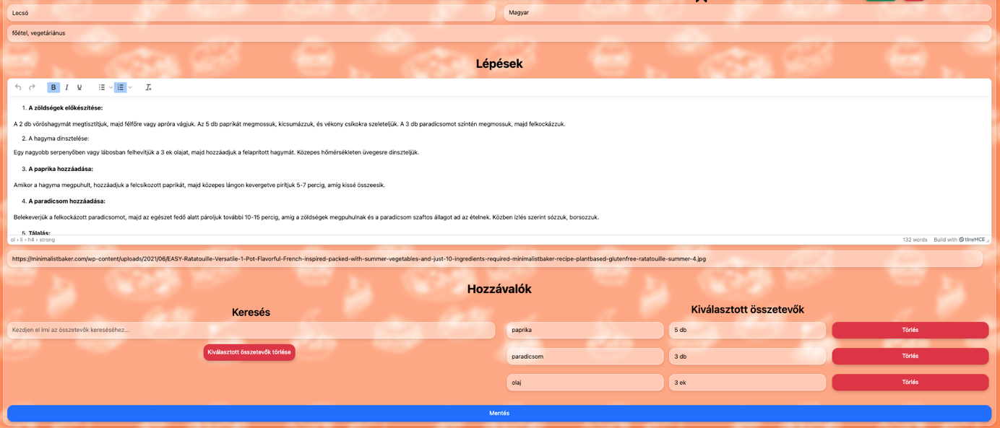 Lecsó
Magyar
főétel, vegetáriánus
Lépések
B I U
1. A zöldségek előkészítése:
A 2 db vöröshagymát megtisztítjuk, majd félfőre vagy apróra vágjuk. Az 5 db paprikát megmossuk, kicsumázzuk, és vékony csíkokra szeleteljük. A 3 db paradicsomot szintén megmossuk, majd felkockázzuk.
2. A hagyma dinsztelése:
Egy nagyobb serpenyőben vagy lábosban felhevítjük a 3 ek olajat, majd hozzáadjuk a felaprított hagymát. Közepes hőmérsékleten üvegesre dinszteljük.
3. A paprika hozzáadása:
Amikor a hagyma megpuhult, hozzáadjuk a felcsíkozott paprikát, majd közepes lángon kevergetve pirítjuk 5-7 percig, amíg kissé összeesik.
4. A paradicsom hozzáadása:
Belekeverjük a felkockázott paradicsomot, majd az egészet fedő alatt pároljuk további 10-15 percig, amíg a zöldségek megpuhulnak és a paradicsom szaftos állagot ad az ételnek. Közben ízlés szerint sózzuk, borsozzuk.
5. Tálalás:
ol › li › h4 › strong
132 words
Build with tinyMCE
https://minimalistbaker.com/wp-content/uploads/2021/06/EASY-Ratatouille-Versatile-1-Pot-Flavorful-French-inspired-packed-with-summer-vegetables-and-just-10-ingredients-required-minimalistbaker-recipe-plantbased-glutenfree-ratatouille-summer-4.jpg
Hozzávalók
Keresés
Kezdjen el írni az összetevők kereséséhez...
Kiválasztott összetevők törlése
Kiválasztott összetevők
paprika 5 db Törlés
paradicsom 3 db Törlés
olaj 3 ek Törlés
Mentés